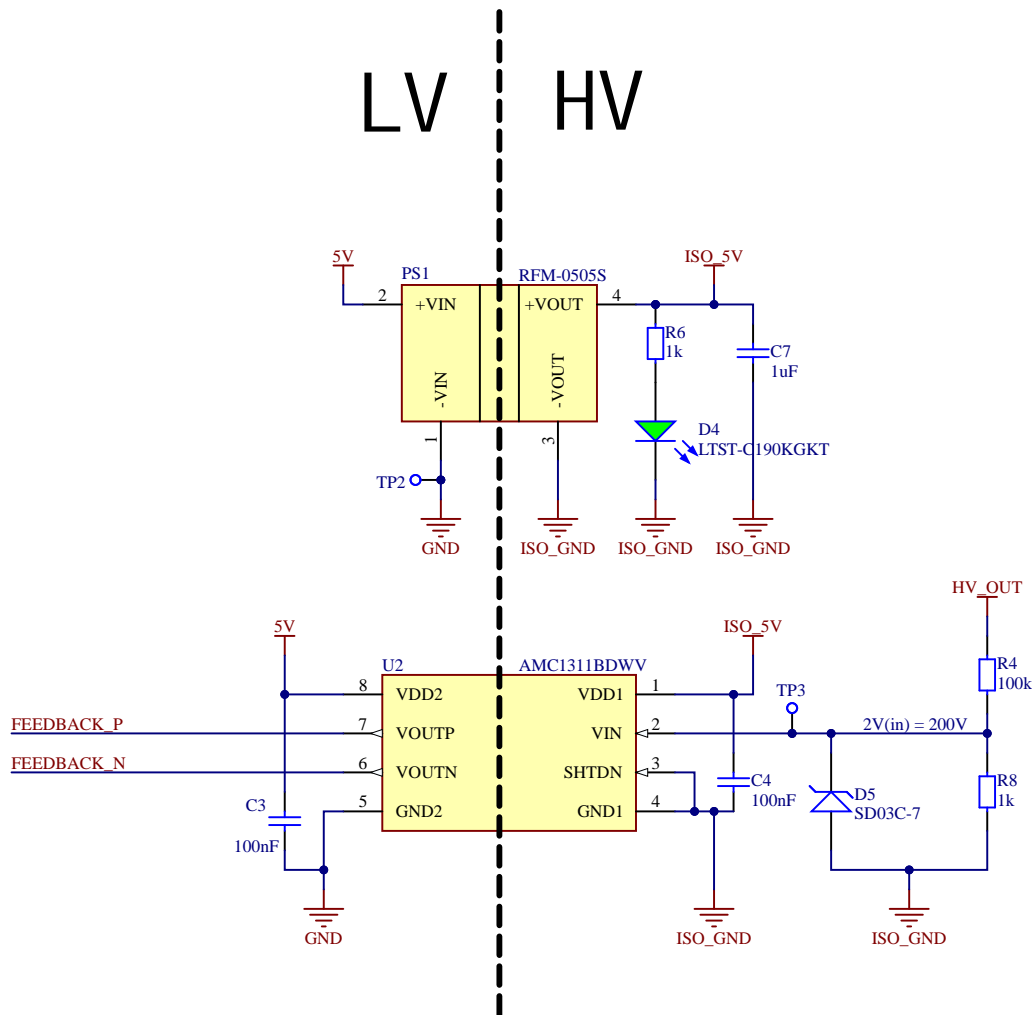 LV HV
5V
PS1
RFM-0505S
ISO_5V
2
+VIN
+VOUT
4
R6
1k
C7
1uF
-VIN
-VOUT
1
3
D4
LTST-C190KGKT
TP2
GND
ISO_GND
ISO_GND
ISO_GND
HV_OUT
5V
ISO_5V
U2
AMC1311BDWV
R4
100k
8
VDD2
VDD1
1
TP3
FEEDBACK_P
7
VOUTP
VIN
2
2V(in) = 200V
FEEDBACK_N
6
VOUTN
SHTDN
3
C4
100nF
R8
1k
D5
SD03C-7
C3
100nF
5
GND2
GND1
4
GND
ISO_GND
ISO_GND